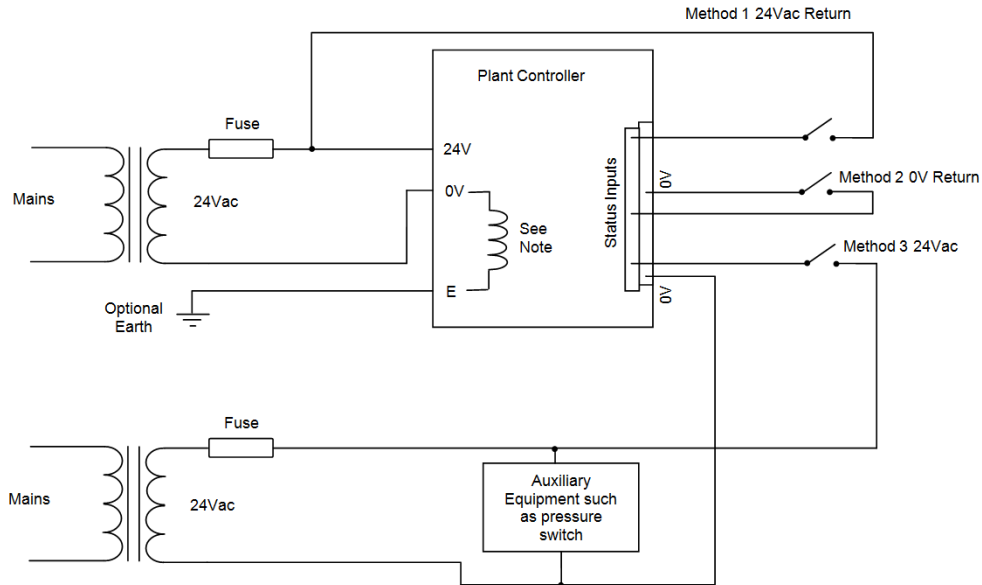 Method 1 24Vac Return
Plant Controller
Fuse
24V
Mains
24Vac
0V
Status Inputs
0V
Method 2 0V Return
See
Note
Method 3 24Vac
E
0V
Optional
Earth
Fuse
Mains
24Vac
Auxiliary
Equipment such
as pressure
switch